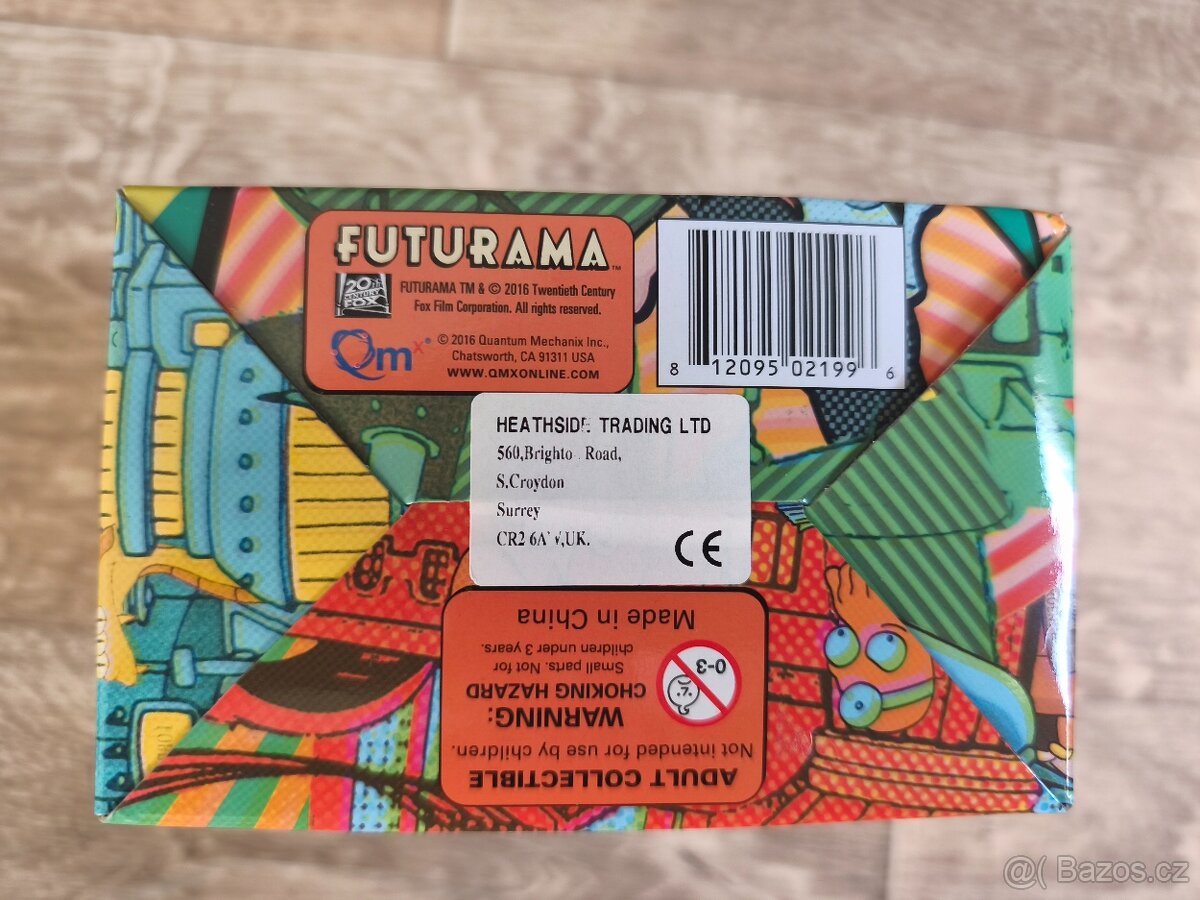 FUTURAMA™
20th
CENTURY
FOX
FUTURAMA TM & © 2016 Twentieth Century
Fox Film Corporation. All rights reserved.
Qm+®
© 2016 Quantum Mechanix Inc.,
Chatsworth, CA 91311 USA
WWW.QMXONLINE.COM
8 12095 02199 6
HEATHSIDE TRADING LTD
560,Brighto Road,
S,Croydon
Surrey
CR2 ,UK.
CE
ADULT COLLECTIBLE
Not intended for use by children.
WARNING:
CHOKING HAZARD
Small parts. Not for
children under 3 years.
0-3
Made in China
@( Bazos.cz